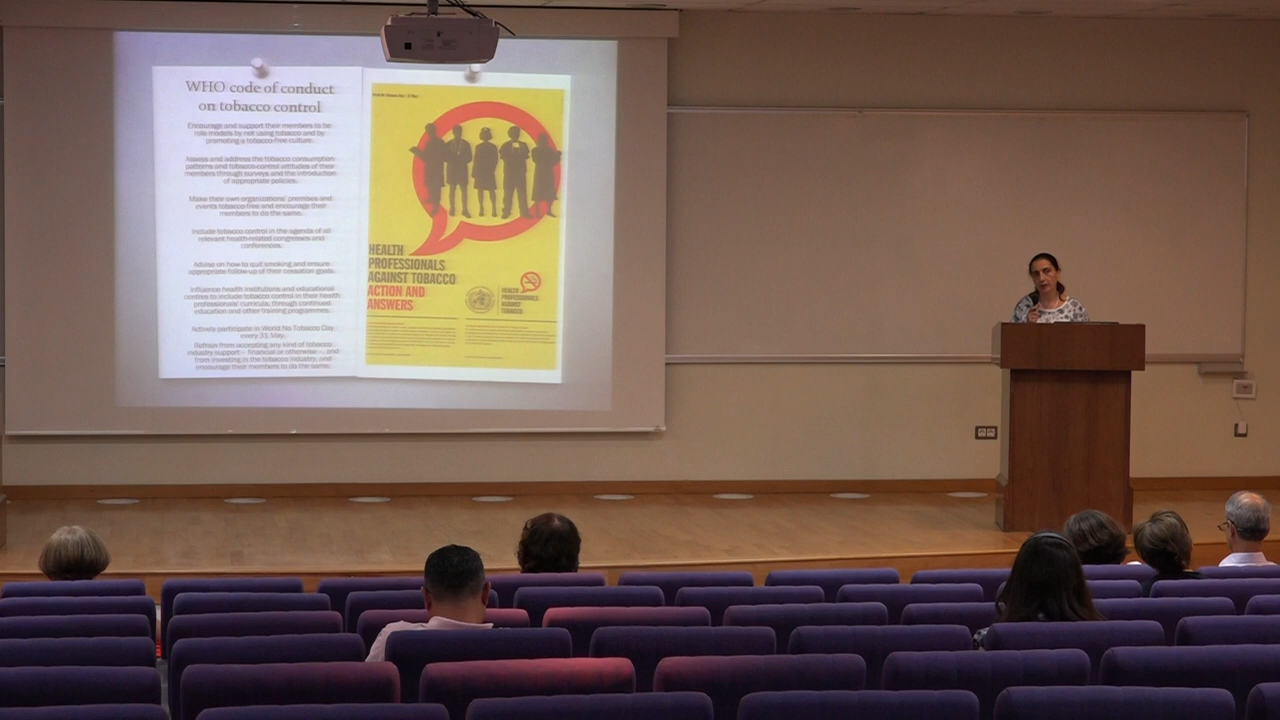 WHO code of conduct
on tobacco control
Encourage and support their members to be
role models by not using tobacco and by
promoting a tobacco-free culture.
Assess and address the tobacco consumption
patterns and tobacco-control attitudes of their
members through surveys and the introduction
of appropriate policies.
Make their own organizations' premises and
events tobacco-free and encourage their
members to do the same.
Include tobacco control in the agenda of all
relevant health-related congresses and
conferences.
Advise on how to quit smoking and ensure
appropriate follow-up of their cessation goals.
Influence health institutions and educational
centres to include tobacco control in their health
professionals' curricula, through continued
education and other training programmes.
Actively participate in World No Tobacco Day
every 31 May.
Refrain from accepting any kind of tobacco
industry support – financial or otherwise –, and
from investing in the tobacco industry, and
encourage their members to do the same.
HEALTH
PROFESSIONALS
AGAINST TOBACCO
ACTION AND
ANSWERS
HEALTH
PROFESSIONALS
AGAINST
TOBACCO